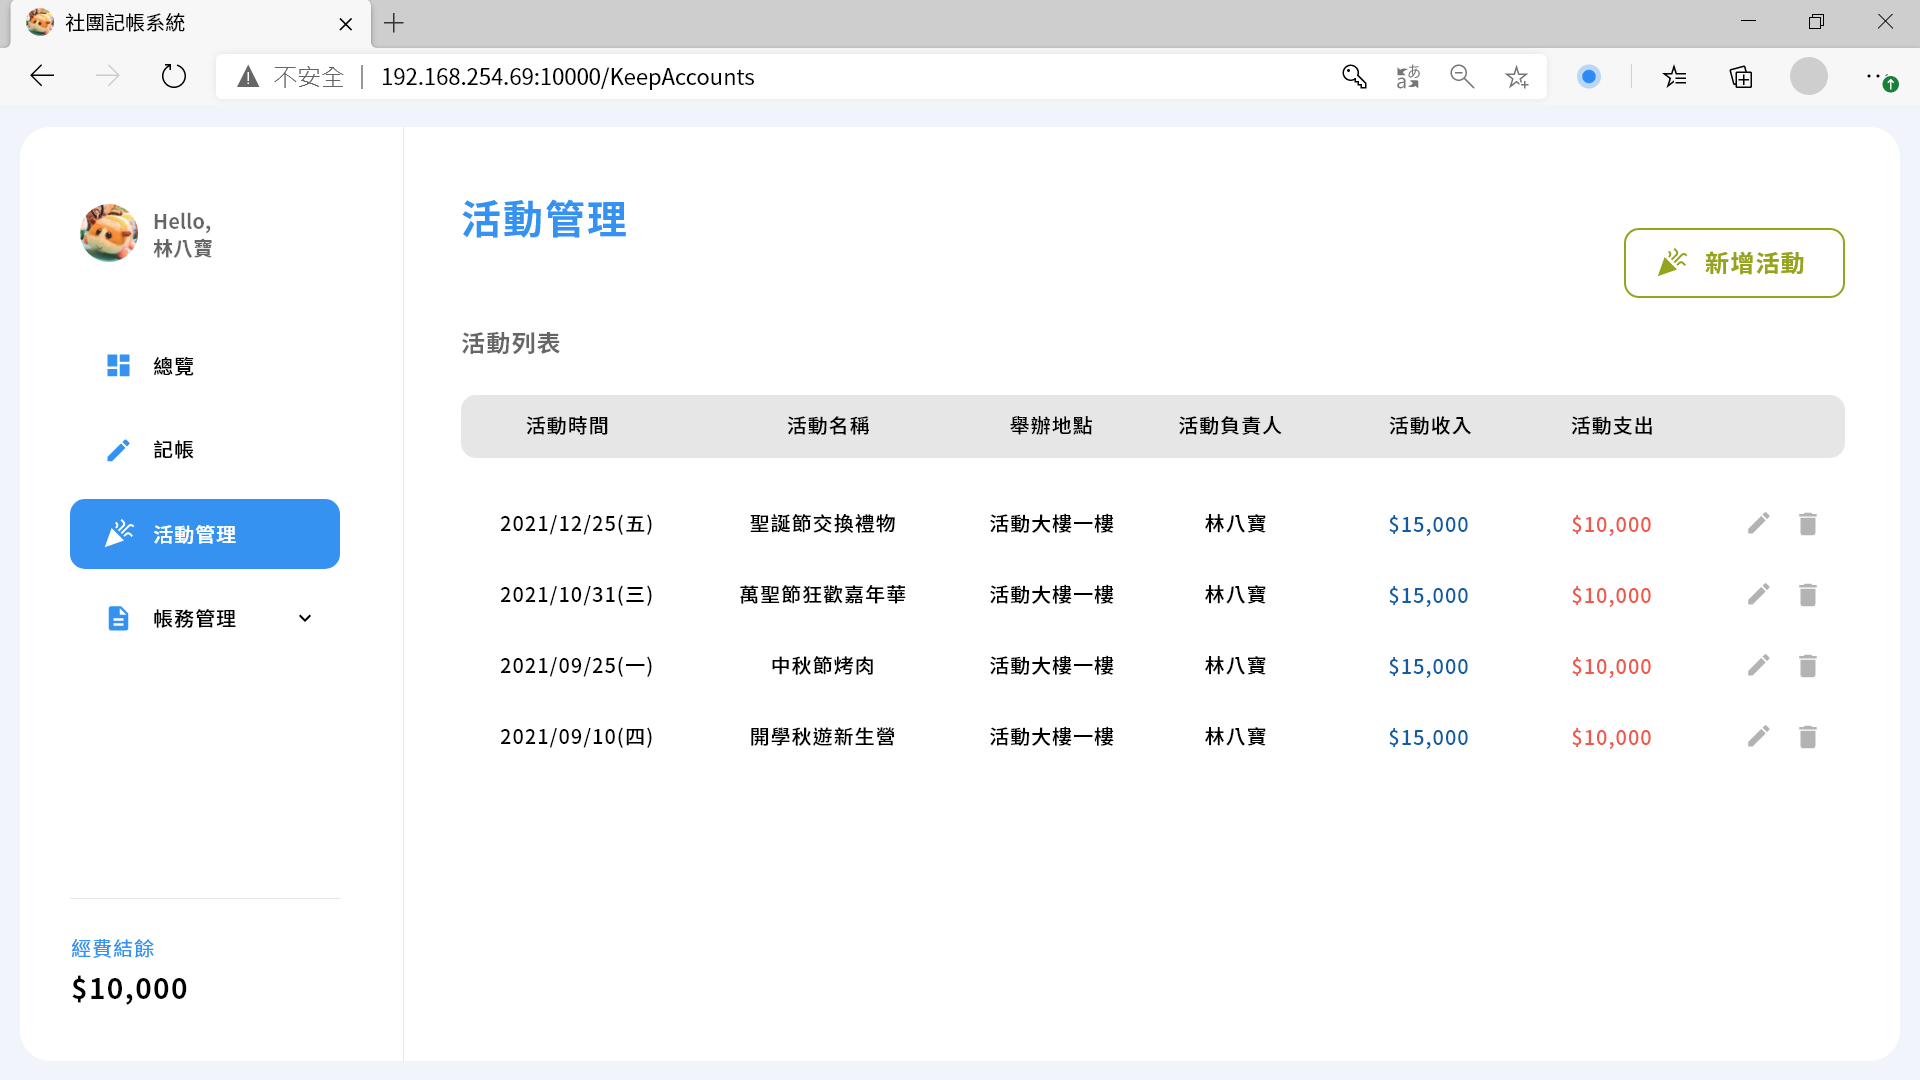 社團記帳系統
不安全 | 192.168.254.69:10000/KeepAccounts
Hello,
林八寶
總覽
記帳
活動管理
帳務管理
經費結餘
$10,000
活動管理
新增活動
活動列表
活動時間 活動名稱 舉辦地點 活動負責人 活動收入 活動支出
2021/12/25(五) 聖誕節交換禮物 活動大樓一樓 林八寶 $15,000 $10,000
2021/10/31(三) 萬聖節狂歡嘉年華 活動大樓一樓 林八寶 $15,000 $10,000
2021/09/25(一) 中秋節烤肉 活動大樓一樓 林八寶 $15,000 $10,000
2021/09/10(四) 開學秋遊新生營 活動大樓一樓 林八寶 $15,000 $10,000